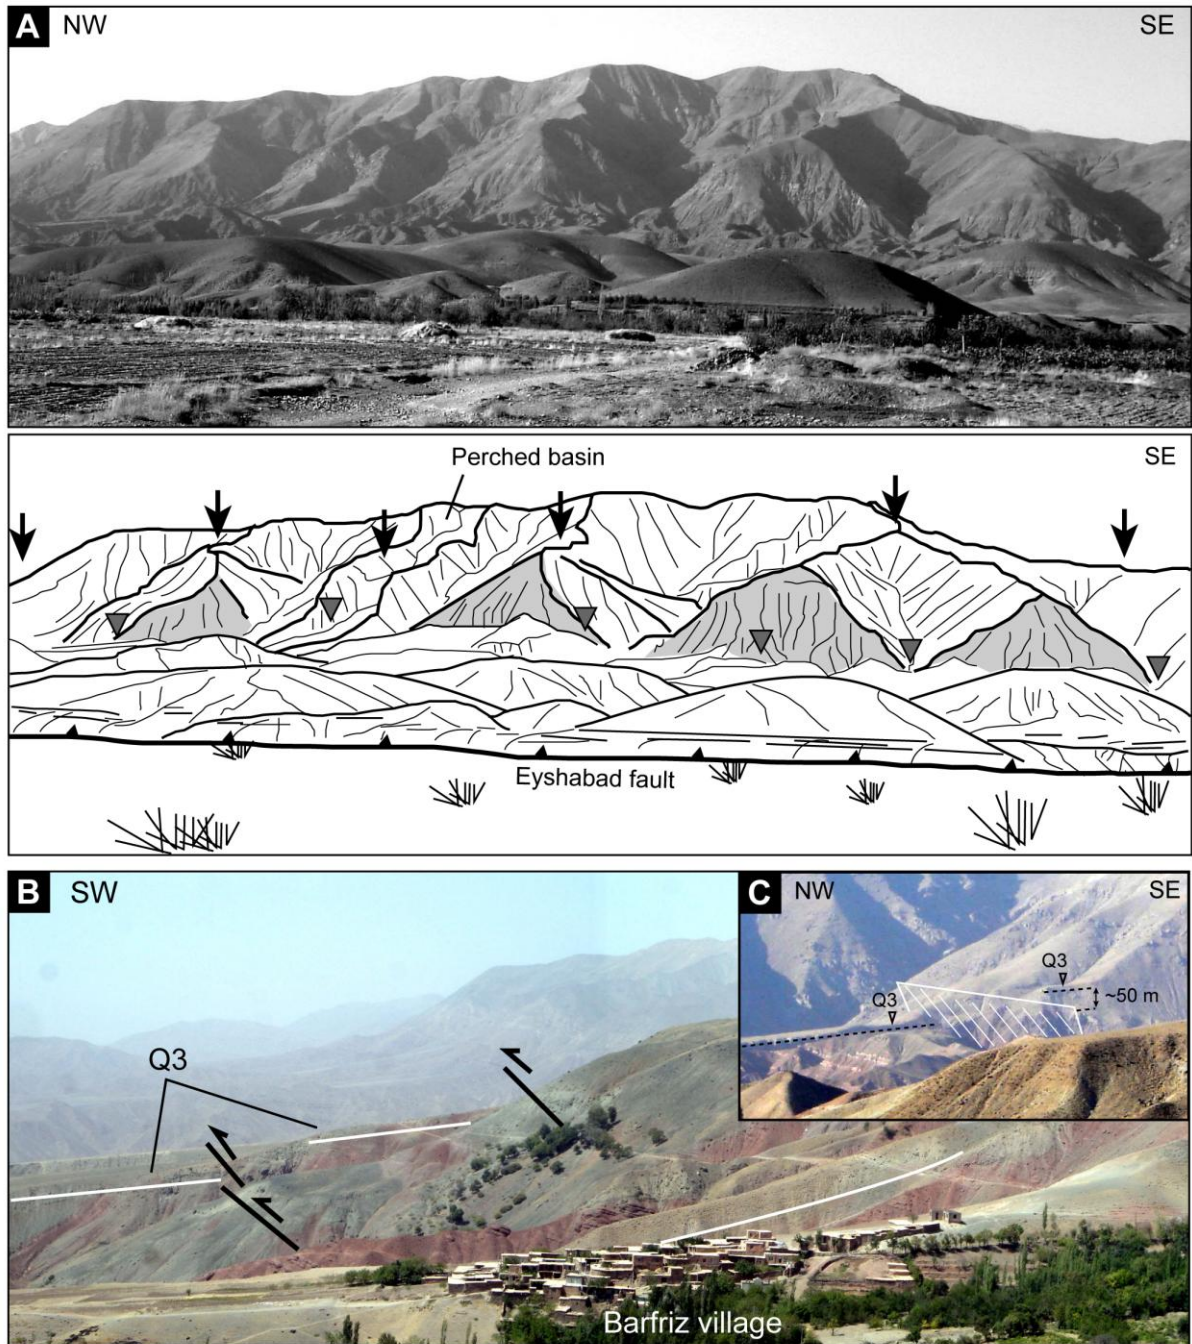 A NW
SE
Perched basin
SE
Eyshabad fault
B SW
Q3
Barfriz village
C NW
SE
Q3
Q3
~50 m